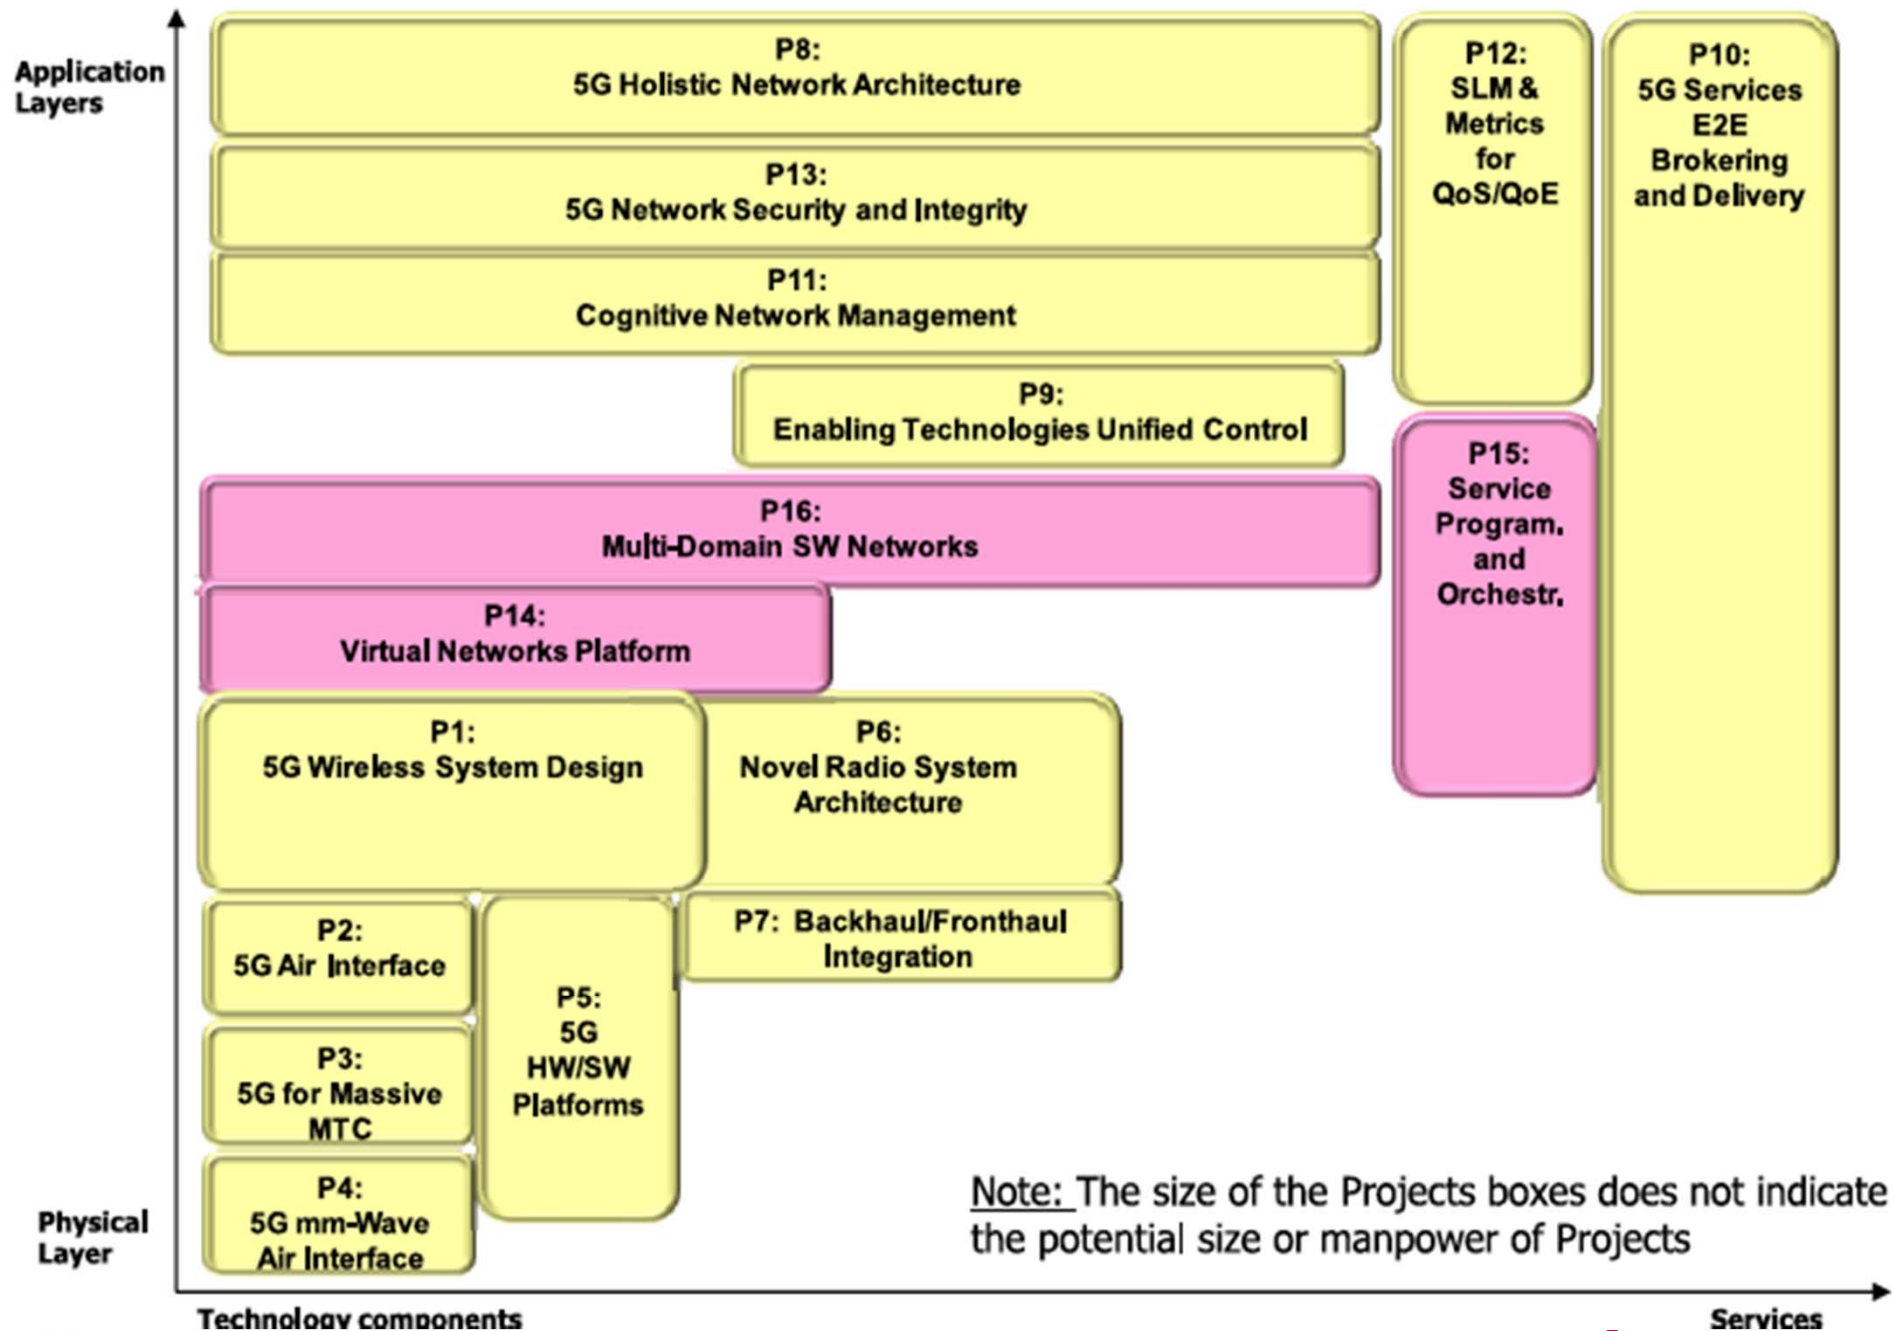 Application
Layers
P8:
5G Holistic Network Architecture
P12:
SLM &
Metrics
for
QoS/QoE
P10:
5G Services
E2E
Brokering
and Delivery
P13:
5G Network Security and Integrity
P11:
Cognitive Network Management
P9:
Enabling Technologies Unified Control
P16:
Multi-Domain SW Networks
P15:
Service
Program.
and
Orchestr.
P14:
Virtual Networks Platform
P1:
5G Wireless System Design
P6:
Novel Radio System
Architecture
P2:
5G Air Interface
P5:
5G
HW/SW
Platforms
P7: Backhaul/Fronthaul
Integration
P3:
5G for Massive
MTC
P4:
5G mm-Wave
Air Interface
Physical
Layer
Note: The size of the Projects boxes does not indicate
the potential size or manpower of Projects
Technology components
Services